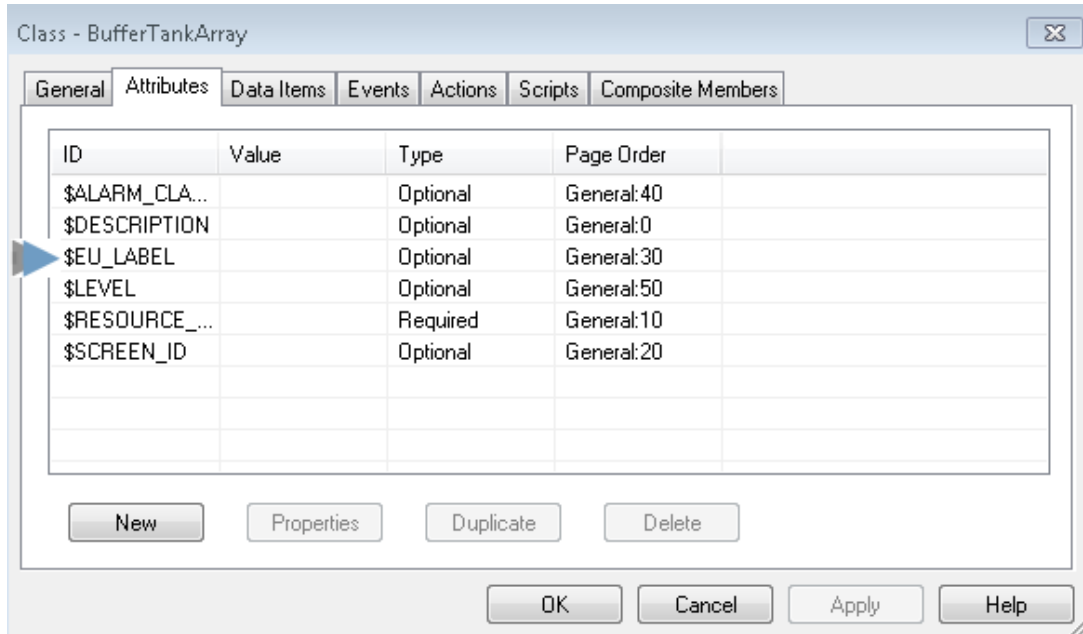 Class - BufferTankArray
General Attributes Data Items Events Actions Scripts Composite Members
ID Value Type Page Order
$ALARM_CLA... Optional General:40
$DESCRIPTION Optional General:0
$EU_LABEL Optional General:30
$LEVEL Optional General:50
$RESOURCE_... Required General:10
$SCREEN_ID Optional General:20
New Properties Duplicate Delete
OK Cancel Apply Help